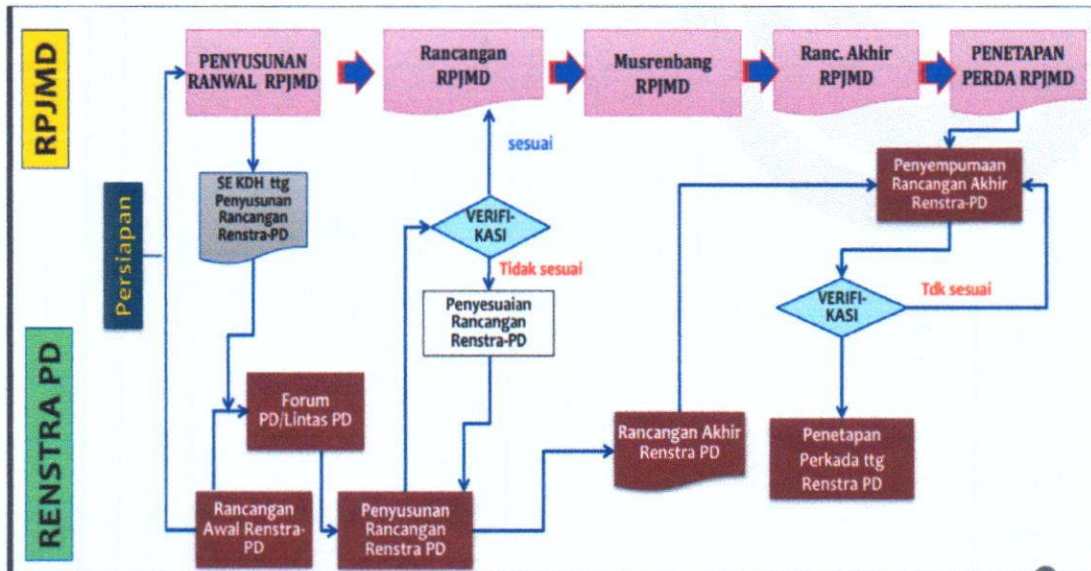 RPJMD
PENYUSUNAN
RANWAL RPJMD
Rancangan
RPJMD
Musrenbang
RPJMD
Ranc. Akhir
RPJMD
PENETAPAN
PERDA RPJMD
sesuai
Persiapan
SE KDH ttg
Penyusunan
Rancangan
Renstra-PD
VERIFI-
KASI
Tidak sesuai
Penyesuaian
Rancangan
Renstra-PD
Penyempurnaan
Rancangan Akhir
Renstra-PD
VERIFI-
KASI
Tdk sesuai
RENSTRA PD
Forum
PD/Lintas PD
Rancangan
Awal Renstra-
PD
Penyusunan
Rancangan
Renstra PD
Rancangan Akhir
Renstra PD
Penetapan
Perkada ttg
Renstra PD